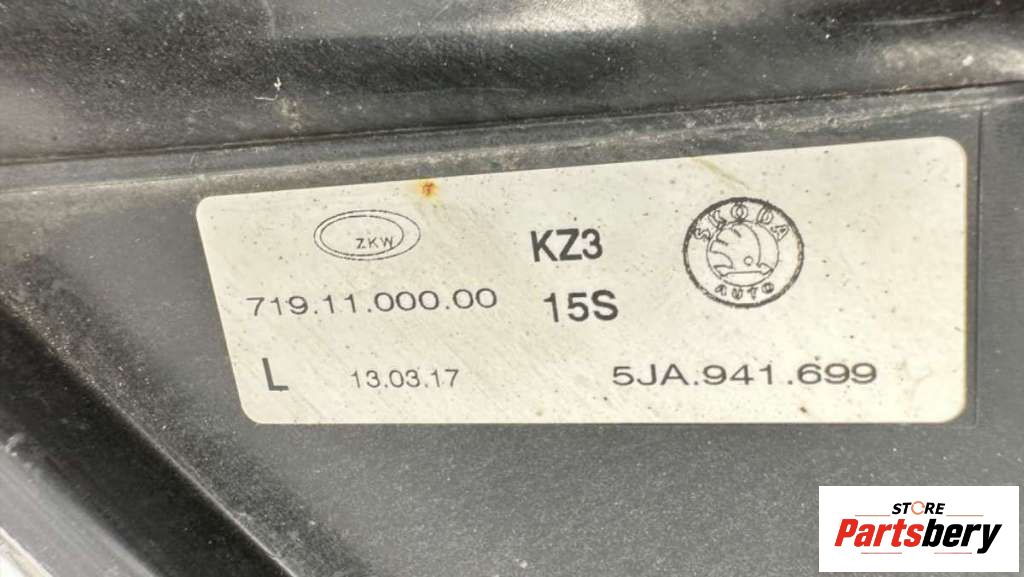 ZKW
KZ3
SKODA
AUTO
719.11.000.00
15S
L
13.03.17
5JA.941.699
STORE
Partsbery